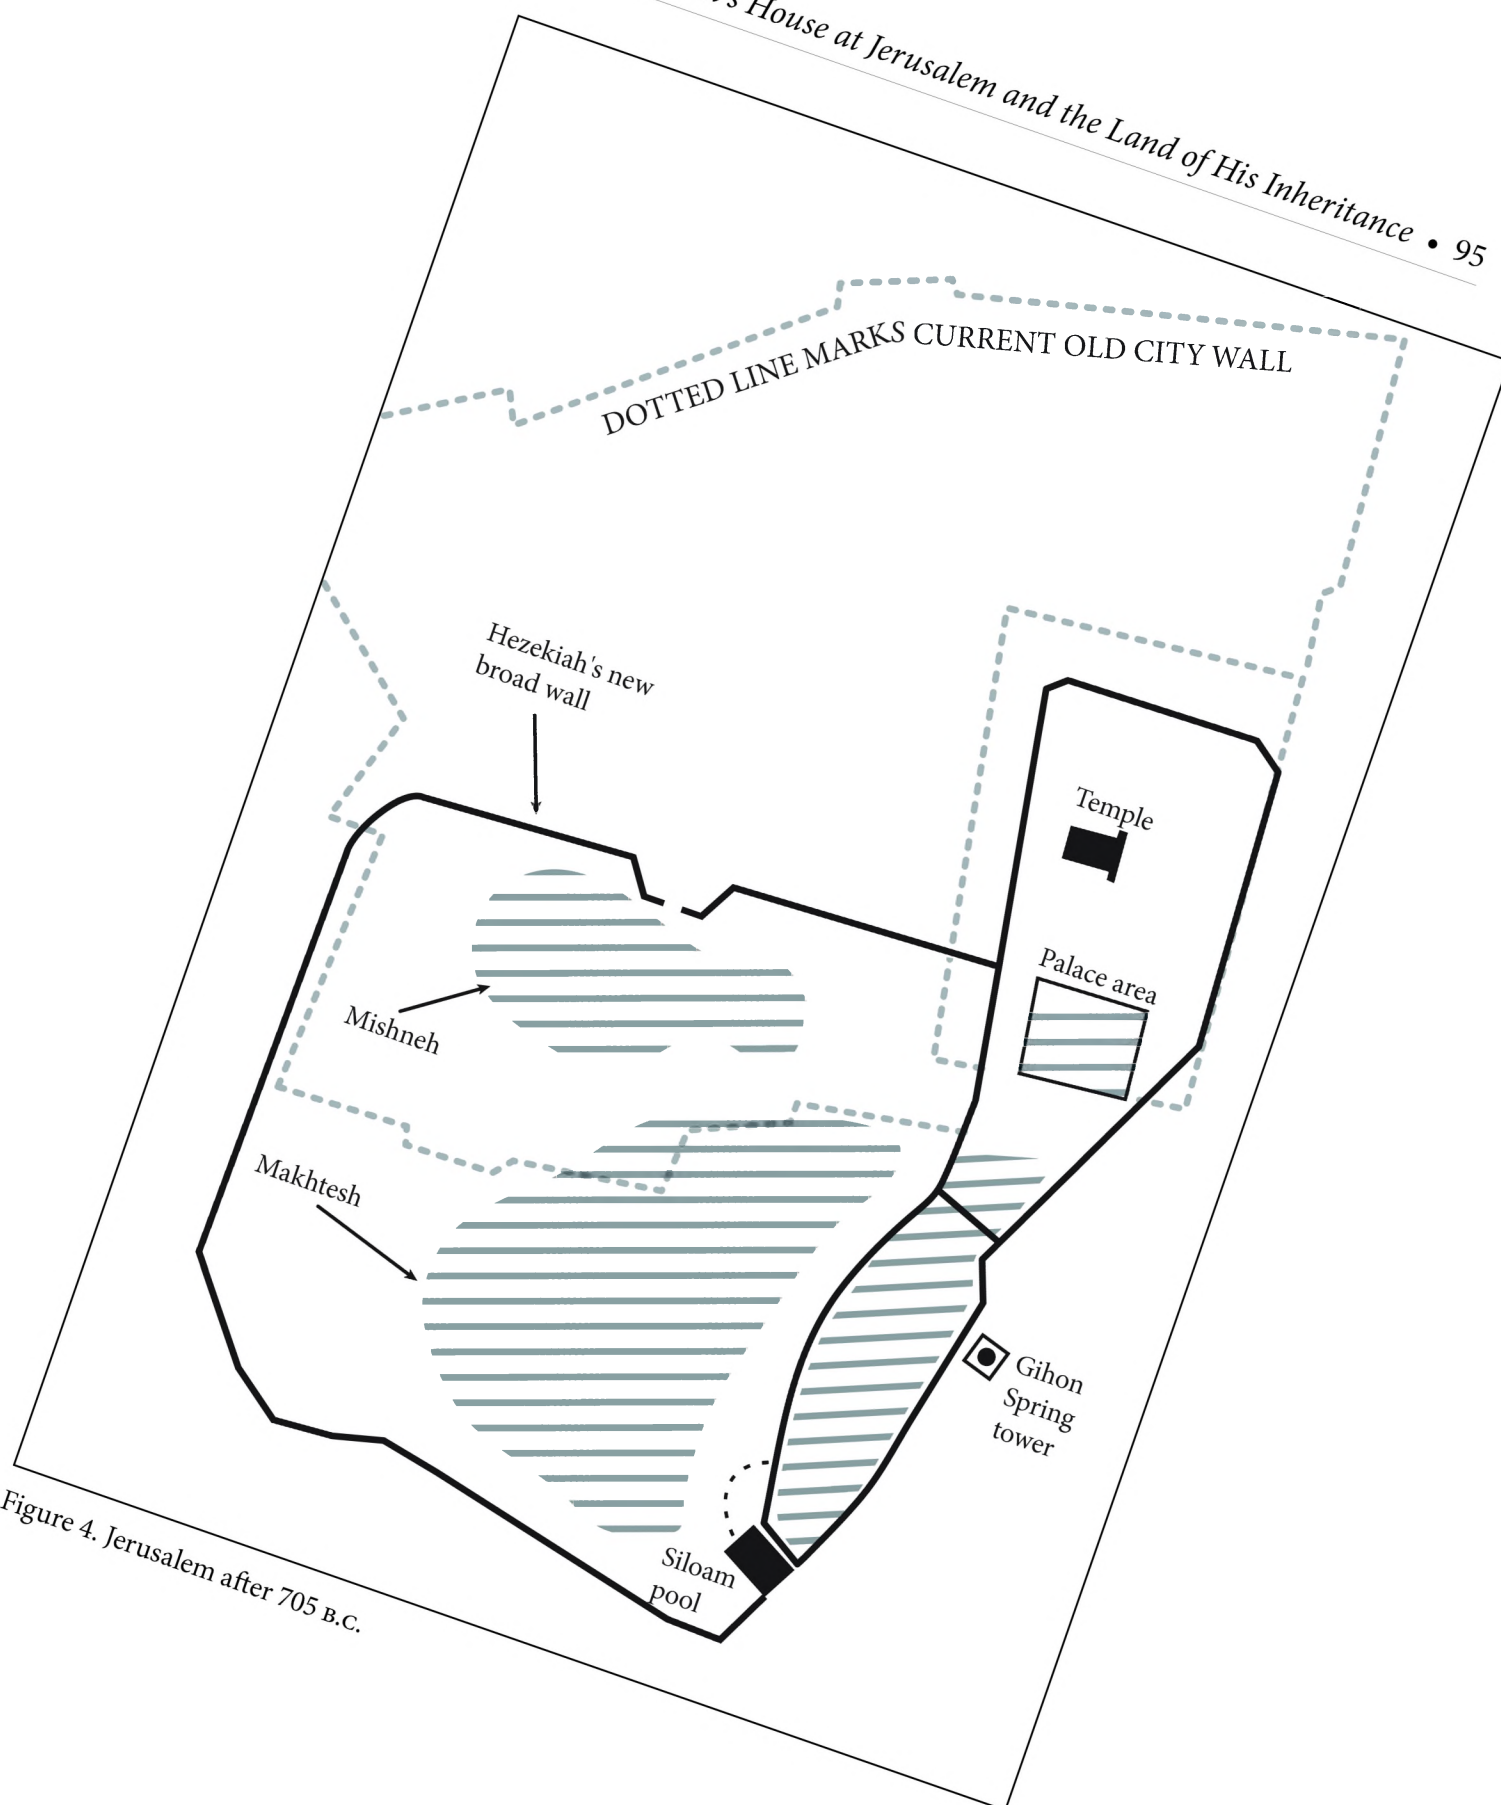 s House at Jerusalem and the Land of His Inheritance • 95
DOTTED LINE MARKS CURRENT OLD CITY WALL
Hezekiah's new
broad wall
Temple
Palace area
Mishneh
Makhtesh
Gihon
Spring
tower
Siloam
pool
Figure 4. Jerusalem after 705 B.C.